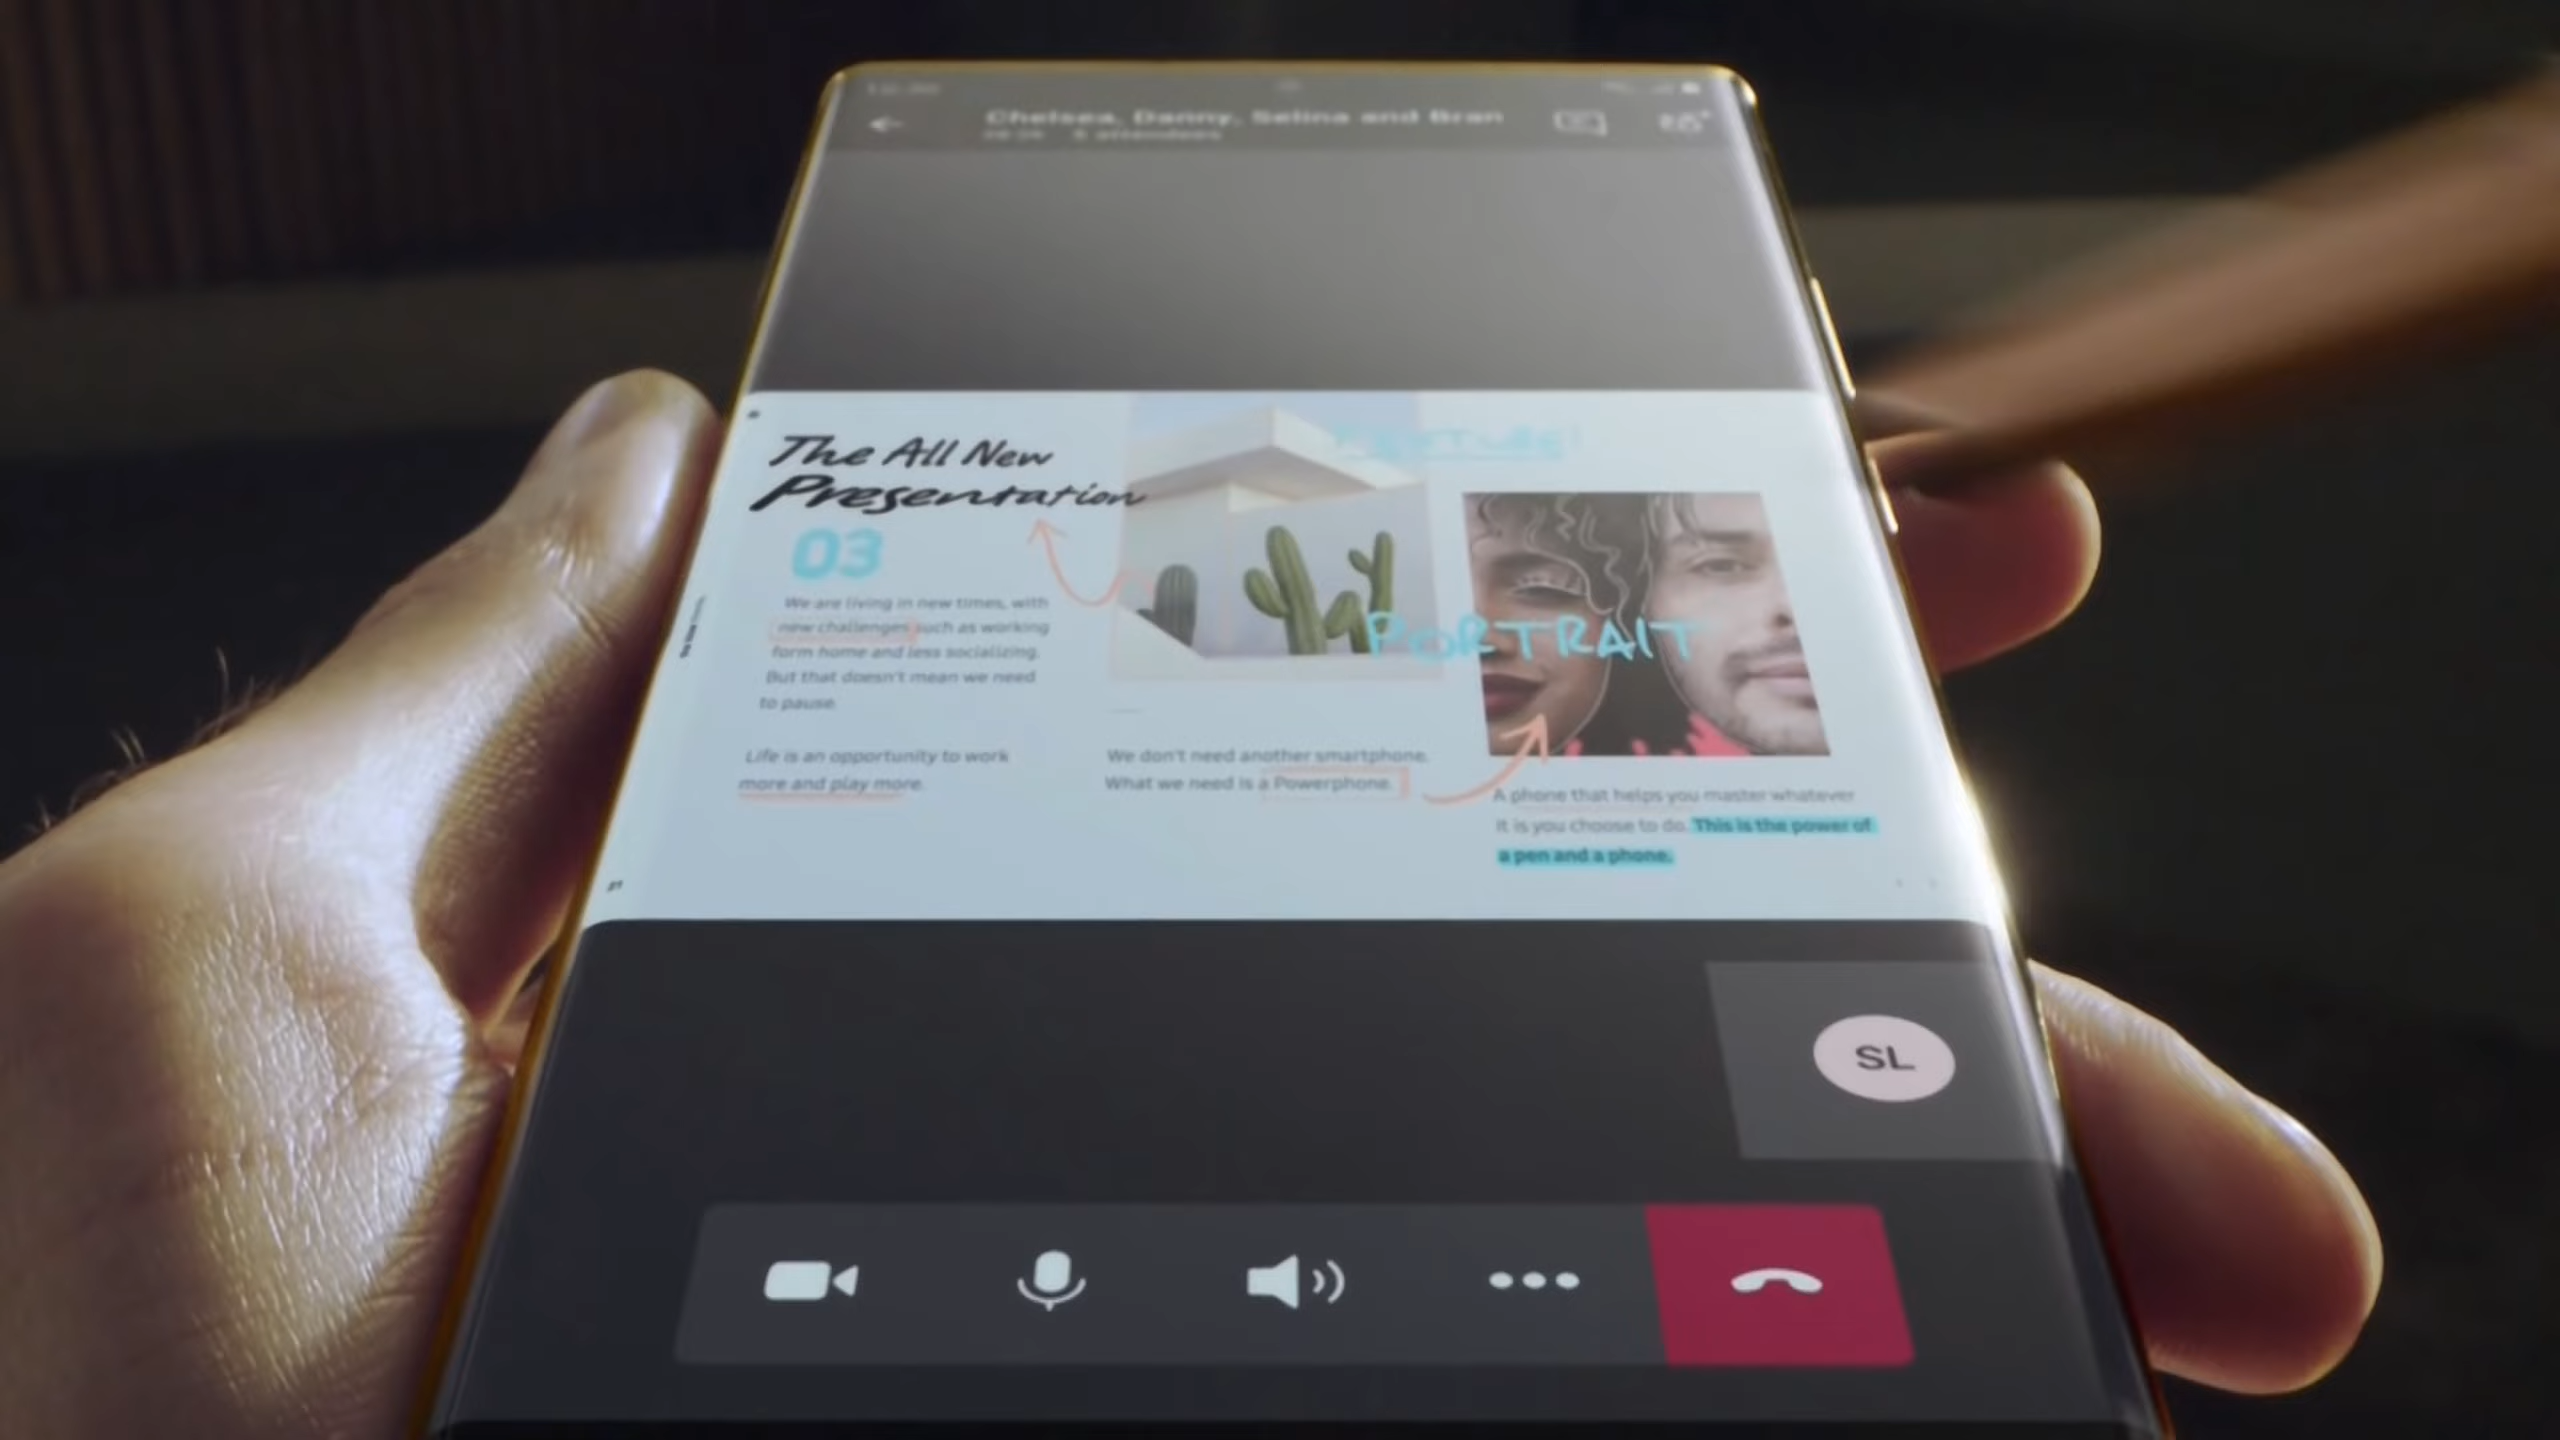 Chelsea, Danny, Selina and Bran
5 attendees
The All New
Presentation
03
We are living in new times, with
new challenges such as working
form home and less socializing.
But that doesn't mean we need
to pause
Life is an opportunity to work
more and play more.
We don't need another smartphone.
What we need is a Powerphone.
PORTRAIT
A phone that helps you master whatever
it is you choose to do. This is the power of
a pen and a phone.
SL